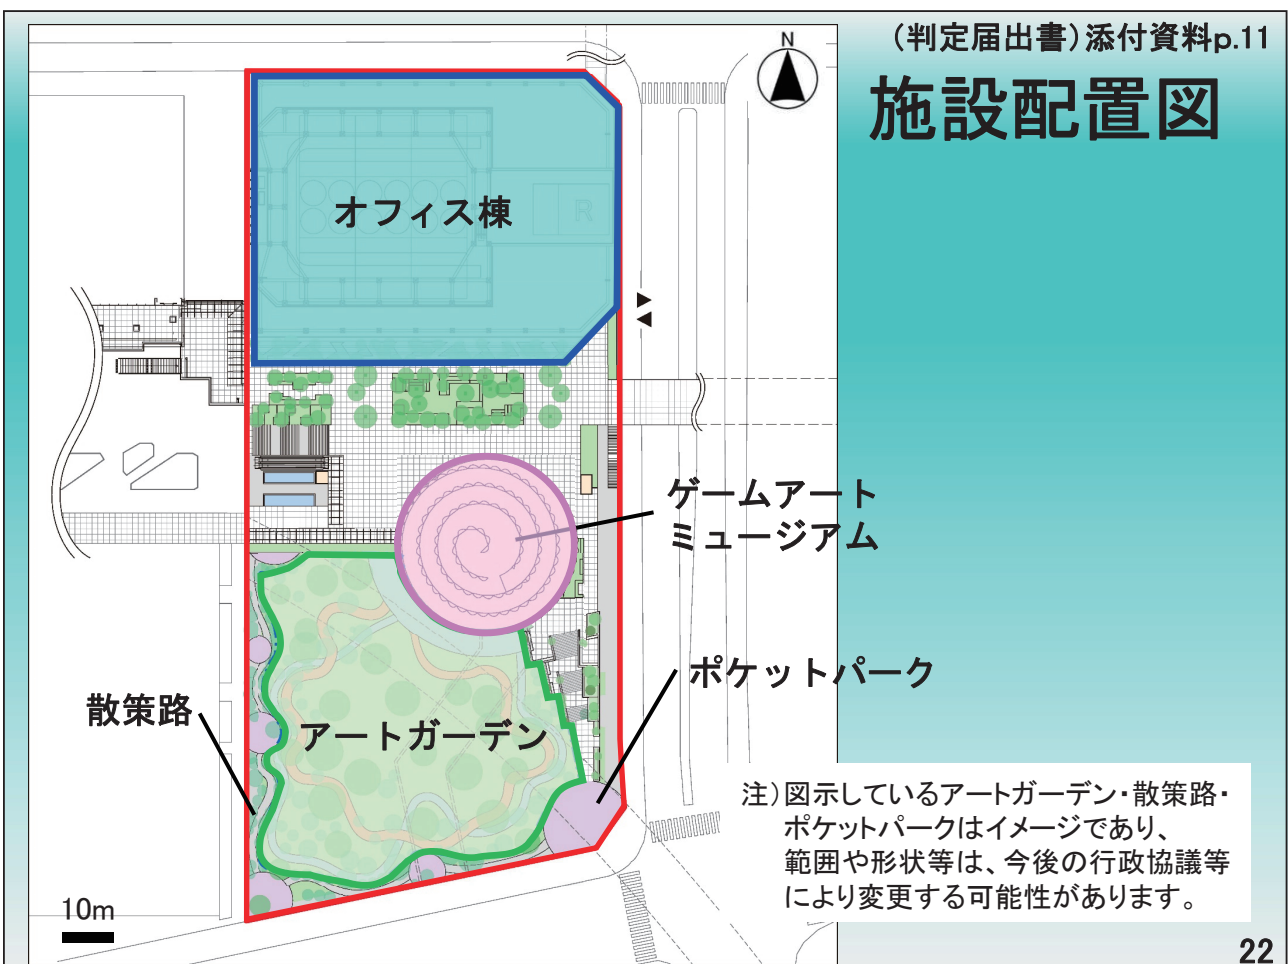 （判定届出書）添付資料p.11
施設配置図
N
オフィス棟
R
ゲームアート
ミュージアム
ポケットパーク
散策路
アートガーデン
注）図示しているアートガーデン・散策路・
ポケットパークはイメージであり、
範囲や形状等は、今後の行政協議等
により変更する可能性があります。
10m
22